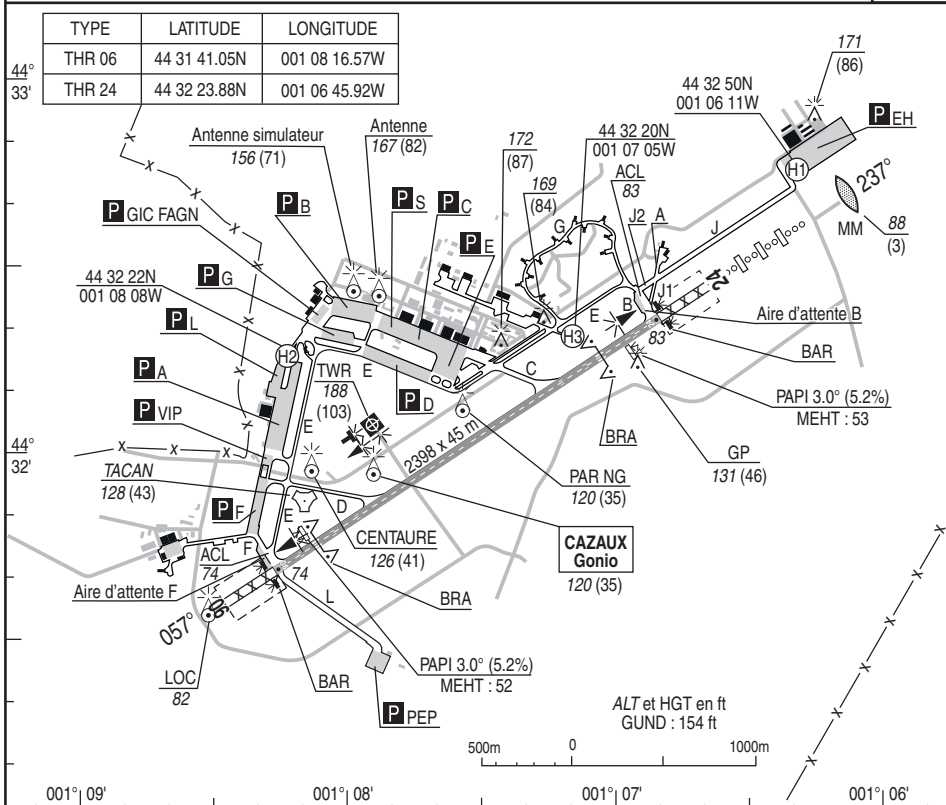 TYPE LATITUDE LONGITUDE
THR 06 44 31 41.05N 001 08 16.57W
THR 24 44 32 23.88N 001 06 45.92W
44°
33'
171
(86)
44 32 50N
001 06 11W
P EH
H1
237°
MM
88
(3)
Antenne simulateur
156 (71)
Antenne
167 (82)
172
(87)
169
(84)
44 32 20N
001 07 05W
ACL
83
J2
A
J
G
P GIC FAGN
P B
P S
P C
P E
44 32 22N
001 08 08W
P G
P L
H2
H3
E
B
J1
24
83
Aire d'attente B
BAR
PAPI 3.0° (5.2%)
MEHT : 53
P A
P VIP
TWR
188
(103)
E
P D
C
E
2398 x 45 m
BRA
GP
131 (46)
PAR NG
120 (35)
44°
32'
TACAN
128 (43)
P F
E
D
CENTAURE
126 (41)
CAZAUX
Gonio
120 (35)
ACL
74
F
74
Aire d'attente F
BRA
06
057°
L
LOC
82
BAR
PAPI 3.0° (5.2%)
MEHT : 52
P PEP
ALT et HGT en ft
GUND : 154 ft
500m 0 1000m
001° 09' 001° 08' 001° 07' 001° 06'